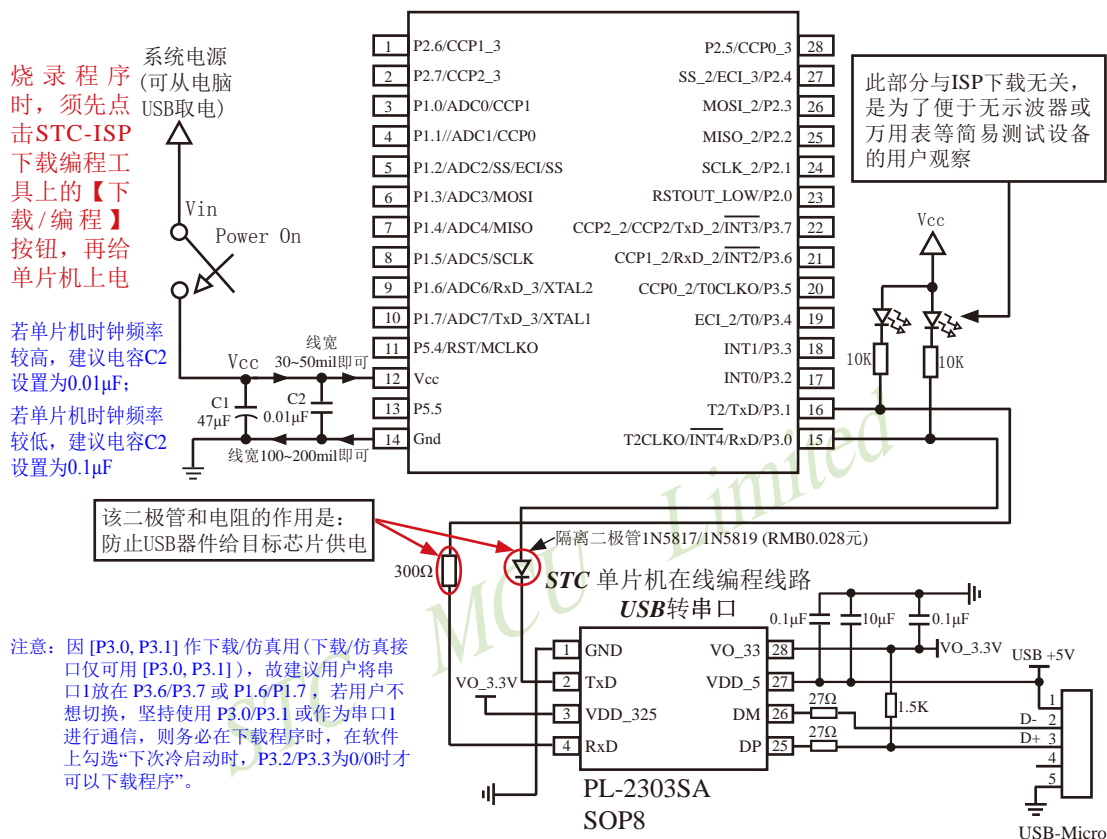 烧录程序
时，须先点
击STC-ISP
下载编程工
具上的【下
载/编程】
按钮，再给
单片机上电
系统电源
(可从电脑
USB取电)
Vin
Power On
若单片机时钟频率
较高，建议电容C2
设置为0.01μF；
若单片机时钟频率
较低，建议电容C2
设置为0.1μF
Vcc
线宽
30~50mil即可
C1
47μF
C2
0.01μF
线宽100~200mil即可
1 P2.6/CCP1_3
2 P2.7/CCP2_3
3 P1.0/ADC0/CCP1
4 P1.1//ADC1/CCP0
5 P1.2/ADC2/SS/ECI/SS
6 P1.3/ADC3/MOSI
7 P1.4/ADC4/MISO
8 P1.5/ADC5/SCLK
9 P1.6/ADC6/RxD_3/XTAL2
10 P1.7/ADC7/TxD_3/XTAL1
11 P5.4/RST/MCLKO
12 Vcc
13 P5.5
14 Gnd
P2.5/CCP0_3 28
SS_2/ECI_3/P2.4 27
MOSI_2/P2.3 26
MISO_2/P2.2 25
SCLK_2/P2.1 24
RSTOUT_LOW/P2.0 23
CCP2_2/CCP2/TxD_2/INT3/P3.7 22
CCP1_2/RxD_2/INT2/P3.6 21
CCP0_2/T0CLKO/P3.5 20
ECI_2/T0/P3.4 19
INT1/P3.3 18
INT0/P3.2 17
T2/TxD/P3.1 16
T2CLKO/INT4/RxD/P3.0 15
此部分与ISP下载无关，
是为了便于无示波器或
万用表等简易测试设备
的用户观察
Vcc
10K
10K
该二极管和电阻的作用是：
防止USB器件给目标芯片供电
300Ω
隔离二极管1N5817/1N5819 (RMB0.028元)
STC 单片机在线编程线路
USB转串口
STC MCU Limited
注意：因 [P3.0, P3.1] 作下载/仿真用(下载/仿真接
口仅可用 [P3.0, P3.1] )，故建议用户将串
口1放在 P3.6/P3.7 或 P1.6/P1.7 ，若用户不
想切换，坚持使用 P3.0/P3.1 或作为串口1
进行通信，则务必在下载程序时，在软件
上勾选“下次冷启动时，P3.2/P3.3为0/0时才
可以下载程序”。
VO_3.3V
1 GND
2 TxD
3 VDD_325
4 RxD
VO_33 28
VDD_5 27
DM 26
DP 25
PL-2303SA
SOP8
0.1μF
10μF
0.1μF
VO_3.3V
USB +5V
27Ω
27Ω
1.5K
D-
D+
1
2
3
4
5
USB-Micro